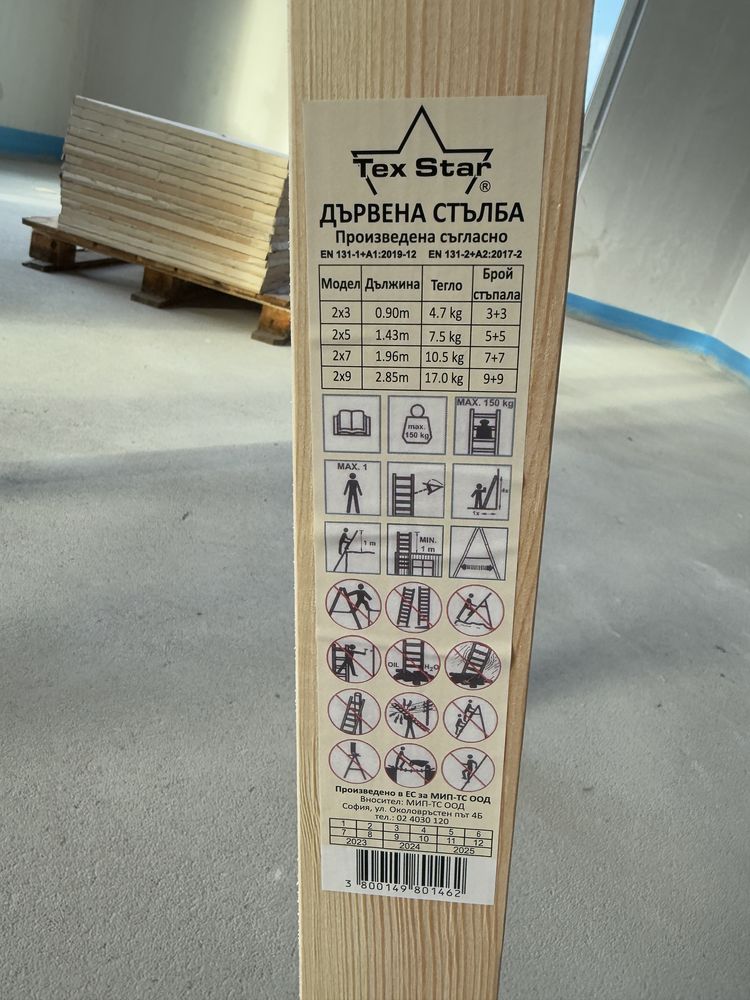 Tex Star ®
ДЪРВЕНА СТЪЛБА
Произведена съгласно
EN 131-1+A1:2019-12 EN 131-2+A2:2017-2
Модел Дължина Тегло Брой стъпала
2x3 0.90m 4.7 kg 3+3
2x5 1.43m 7.5 kg 5+5
2x7 1.96m 10.5 kg 7+7
2x9 2.85m 17.0 kg 9+9
max. 150 kg
MAX. 150 kg
MAX. 1
4x
1x
1 m
MIN. 1 m
OIL H₂O
Произведено в ЕС за МИП-ТС ООД
Вносител: МИП-ТС ООД
София, ул. Околовръстен път 4Б
тел.: 02 4030 120
1 2 3 4 5 6
7 8 9 10 11 12
2023 2024 2025
3 800149 801462